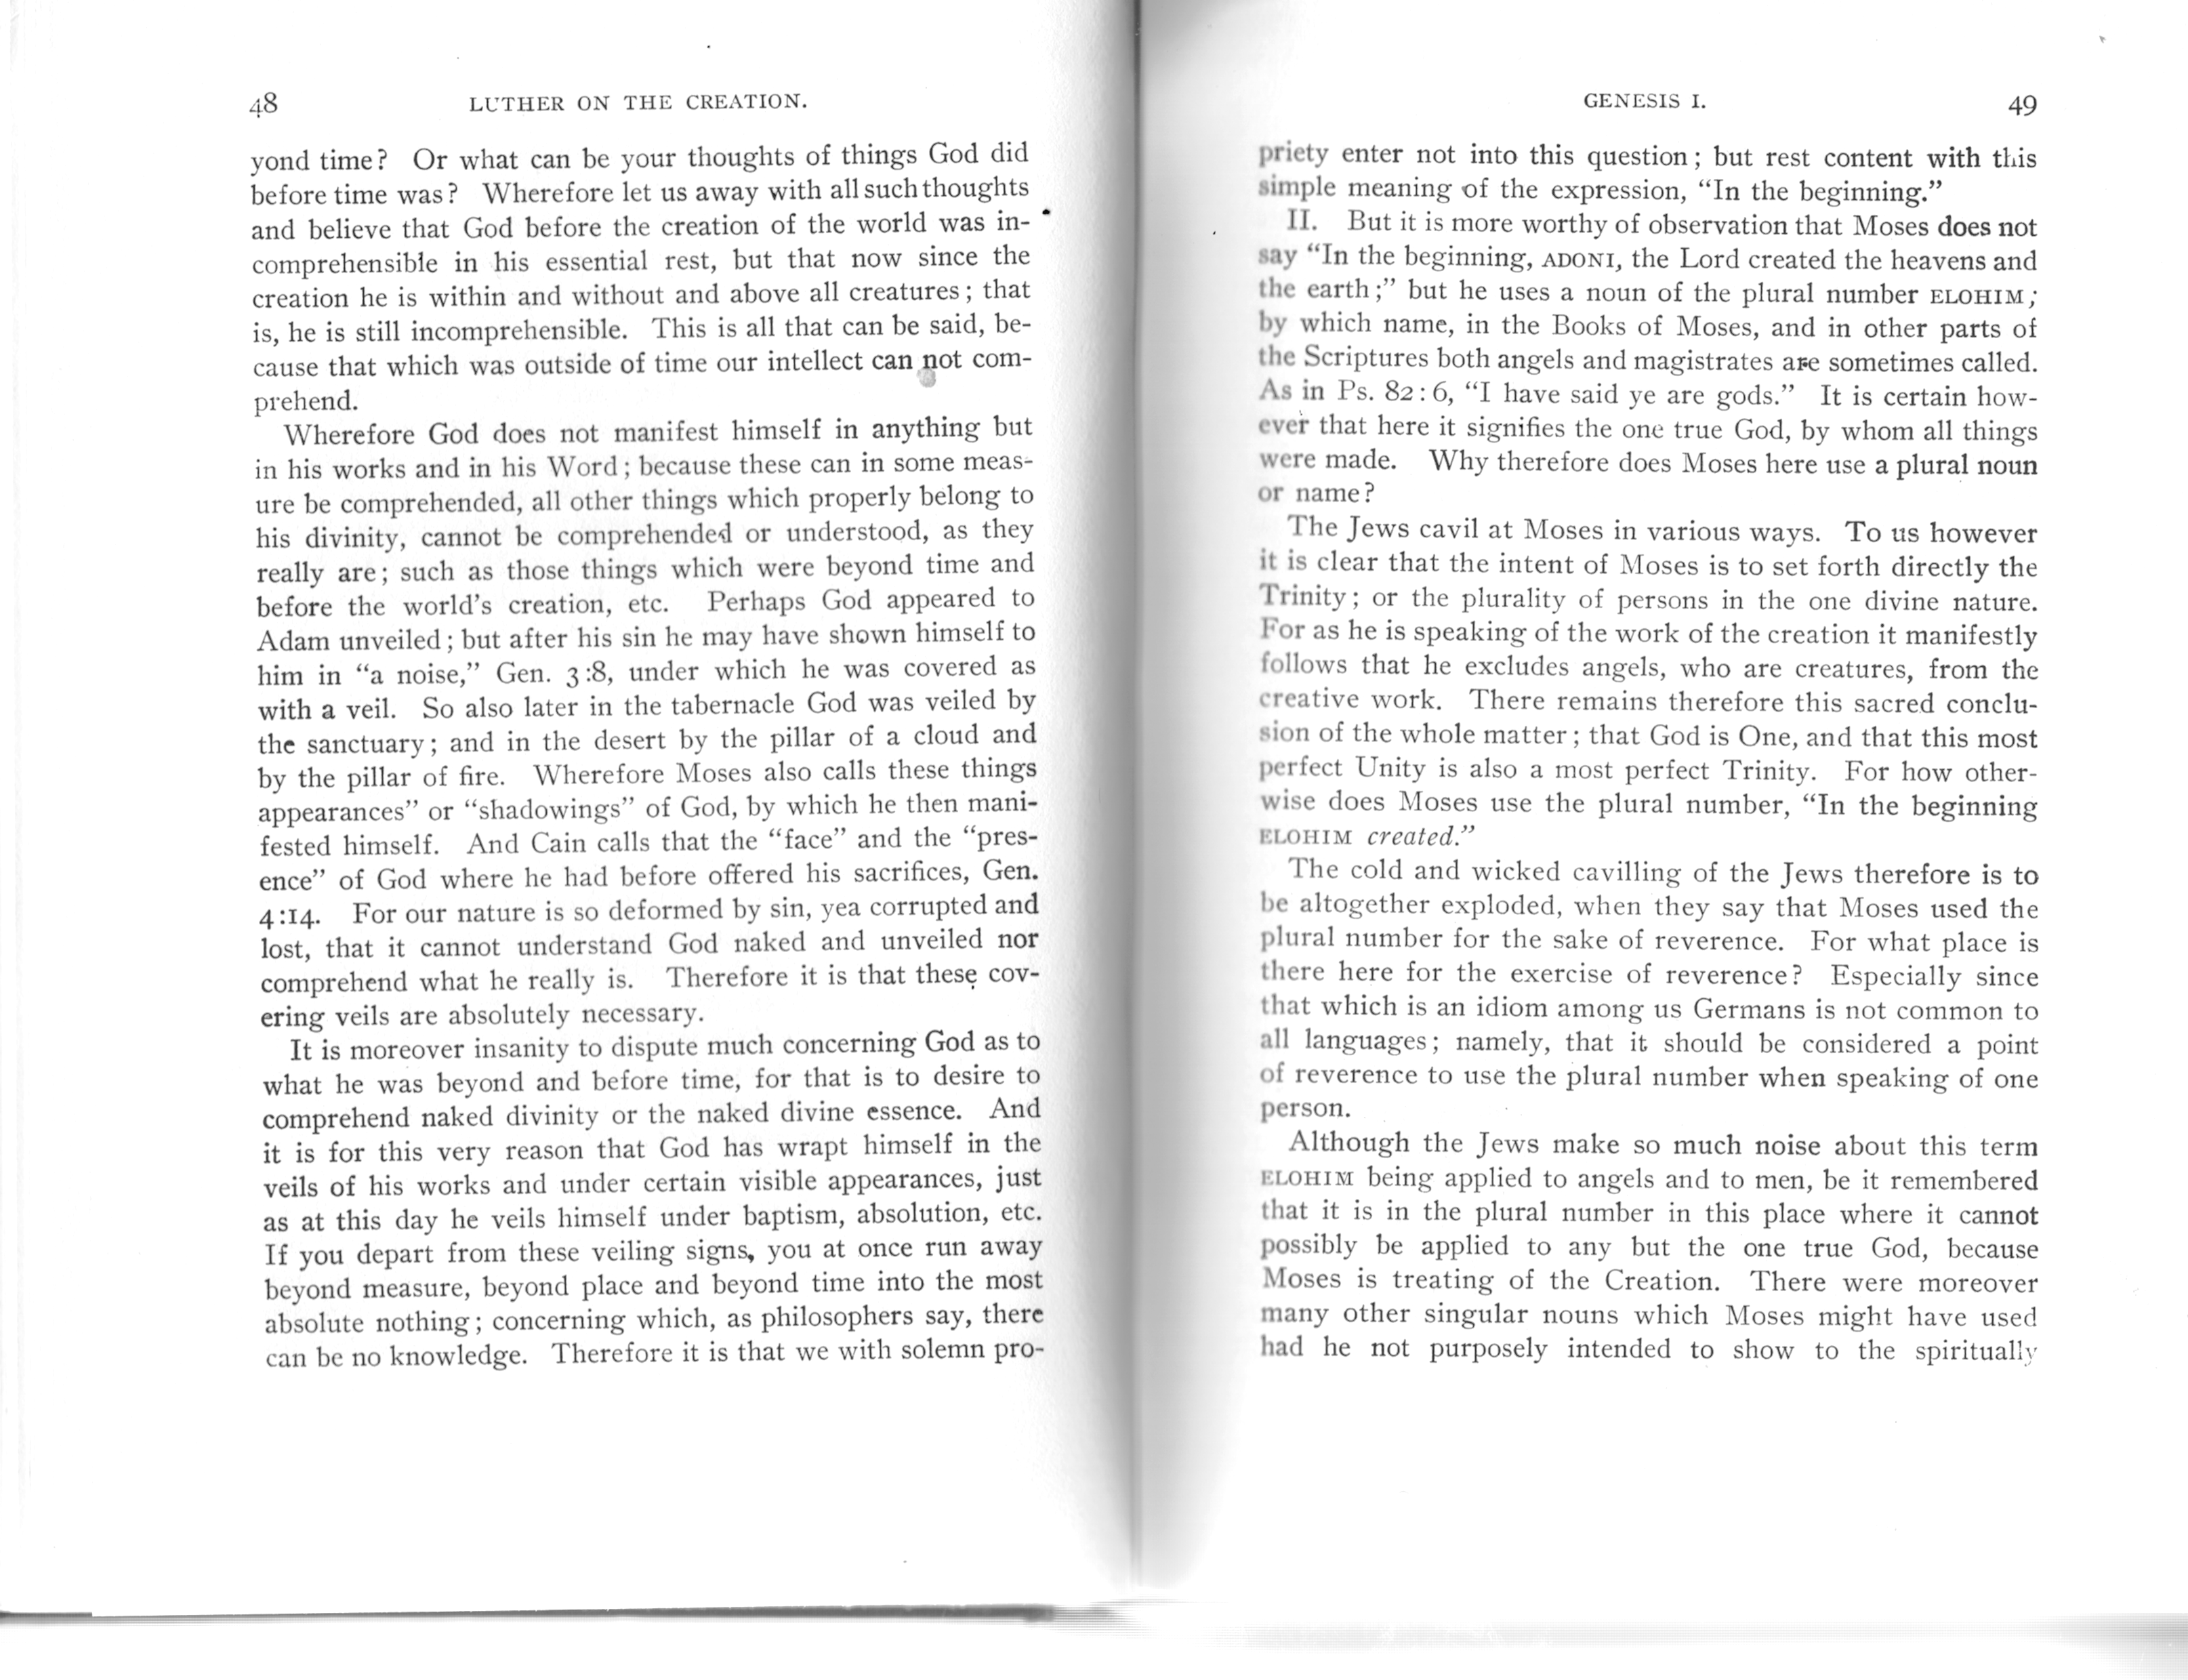 48 LUTHER ON THE CREATION.
yond time? Or what can be your thoughts of things God did
before time was? Wherefore let us away with all such thoughts
and believe that God before the creation of the world was in-
comprehensible in his essential rest, but that now since the
creation he is within and without and above all creatures; that
is, he is still incomprehensible. This is all that can be said, be-
cause that which was outside of time our intellect can not com-
prehend.
Wherefore God does not manifest himself in anything but
in his works and in his Word; because these can in some meas-
ure be comprehended, all other things which properly belong to
his divinity, cannot be comprehended or understood, as they
really are; such as those things which were beyond time and
before the world's creation, etc. Perhaps God appeared to
Adam unveiled; but after his sin he may have shown himself to
him in "a noise," Gen. 3:8, under which he was covered as
with a veil. So also later in the tabernacle God was veiled by
the sanctuary; and in the desert by the pillar of a cloud and
by the pillar of fire. Wherefore Moses also calls these things
appearances" or "shadowings" of God, by which he then mani-
fested himself. And Cain calls that the "face" and the "pres-
ence" of God where he had before offered his sacrifices, Gen.
4:14. For our nature is so deformed by sin, yea corrupted and
lost, that it cannot understand God naked and unveiled nor
comprehend what he really is. Therefore it is that these cov-
ering veils are absolutely necessary.
It is moreover insanity to dispute much concerning God as to
what he was beyond and before time, for that is to desire to
comprehend naked divinity or the naked divine essence. And
it is for this very reason that God has wrapt himself in the
veils of his works and under certain visible appearances, just
as at this day he veils himself under baptism, absolution, etc.
If you depart from these veiling signs, you at once run away
beyond measure, beyond place and beyond time into the most
absolute nothing; concerning which, as philosophers say, there
can be no knowledge. Therefore it is that we with solemn pro-
GENESIS I. 49
priety enter not into this question; but rest content with this
simple meaning of the expression, "In the beginning."
II. But it is more worthy of observation that Moses does not
say "In the beginning, ADONI, the Lord created the heavens and
the earth;" but he uses a noun of the plural number ELOHIM;
by which name, in the Books of Moses, and in other parts of
the Scriptures both angels and magistrates are sometimes called.
As in Ps. 82:6, "I have said ye are gods." It is certain how-
ever that here it signifies the one true God, by whom all things
were made. Why therefore does Moses here use a plural noun
or name?
The Jews cavil at Moses in various ways. To us however
it is clear that the intent of Moses is to set forth directly the
Trinity; or the plurality of persons in the one divine nature.
For as he is speaking of the work of the creation it manifestly
follows that he excludes angels, who are creatures, from the
creative work. There remains therefore this sacred conclu-
sion of the whole matter; that God is One, and that this most
perfect Unity is also a most perfect Trinity. For how other-
wise does Moses use the plural number, "In the beginning
ELOHIM created."
The cold and wicked cavilling of the Jews therefore is to
be altogether exploded, when they say that Moses used the
plural number for the sake of reverence. For what place is
there here for the exercise of reverence? Especially since
that which is an idiom among us Germans is not common to
all languages; namely, that it should be considered a point
of reverence to use the plural number when speaking of one
person.
Although the Jews make so much noise about this term
ELOHIM being applied to angels and to men, be it remembered
that it is in the plural number in this place where it cannot
possibly be applied to any but the one true God, because
Moses is treating of the Creation. There were moreover
many other singular nouns which Moses might have used
had he not purposely intended to show to the spiritually